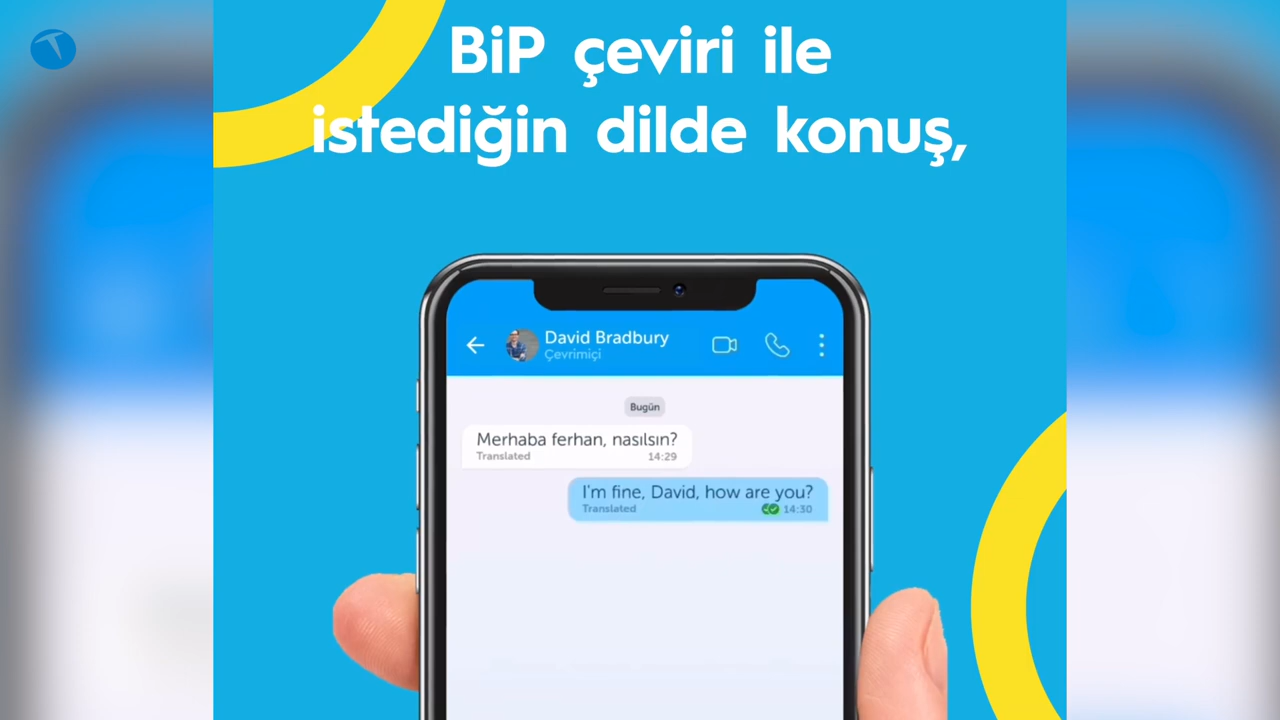 BiP çeviri ile
istediğin dilde konuş,
David Bradbury
Çevrimiçi
Bugün
Merhaba ferhan, nasılsın?
Translated 14:29
I'm fine, David, how are you?
Translated 14:30